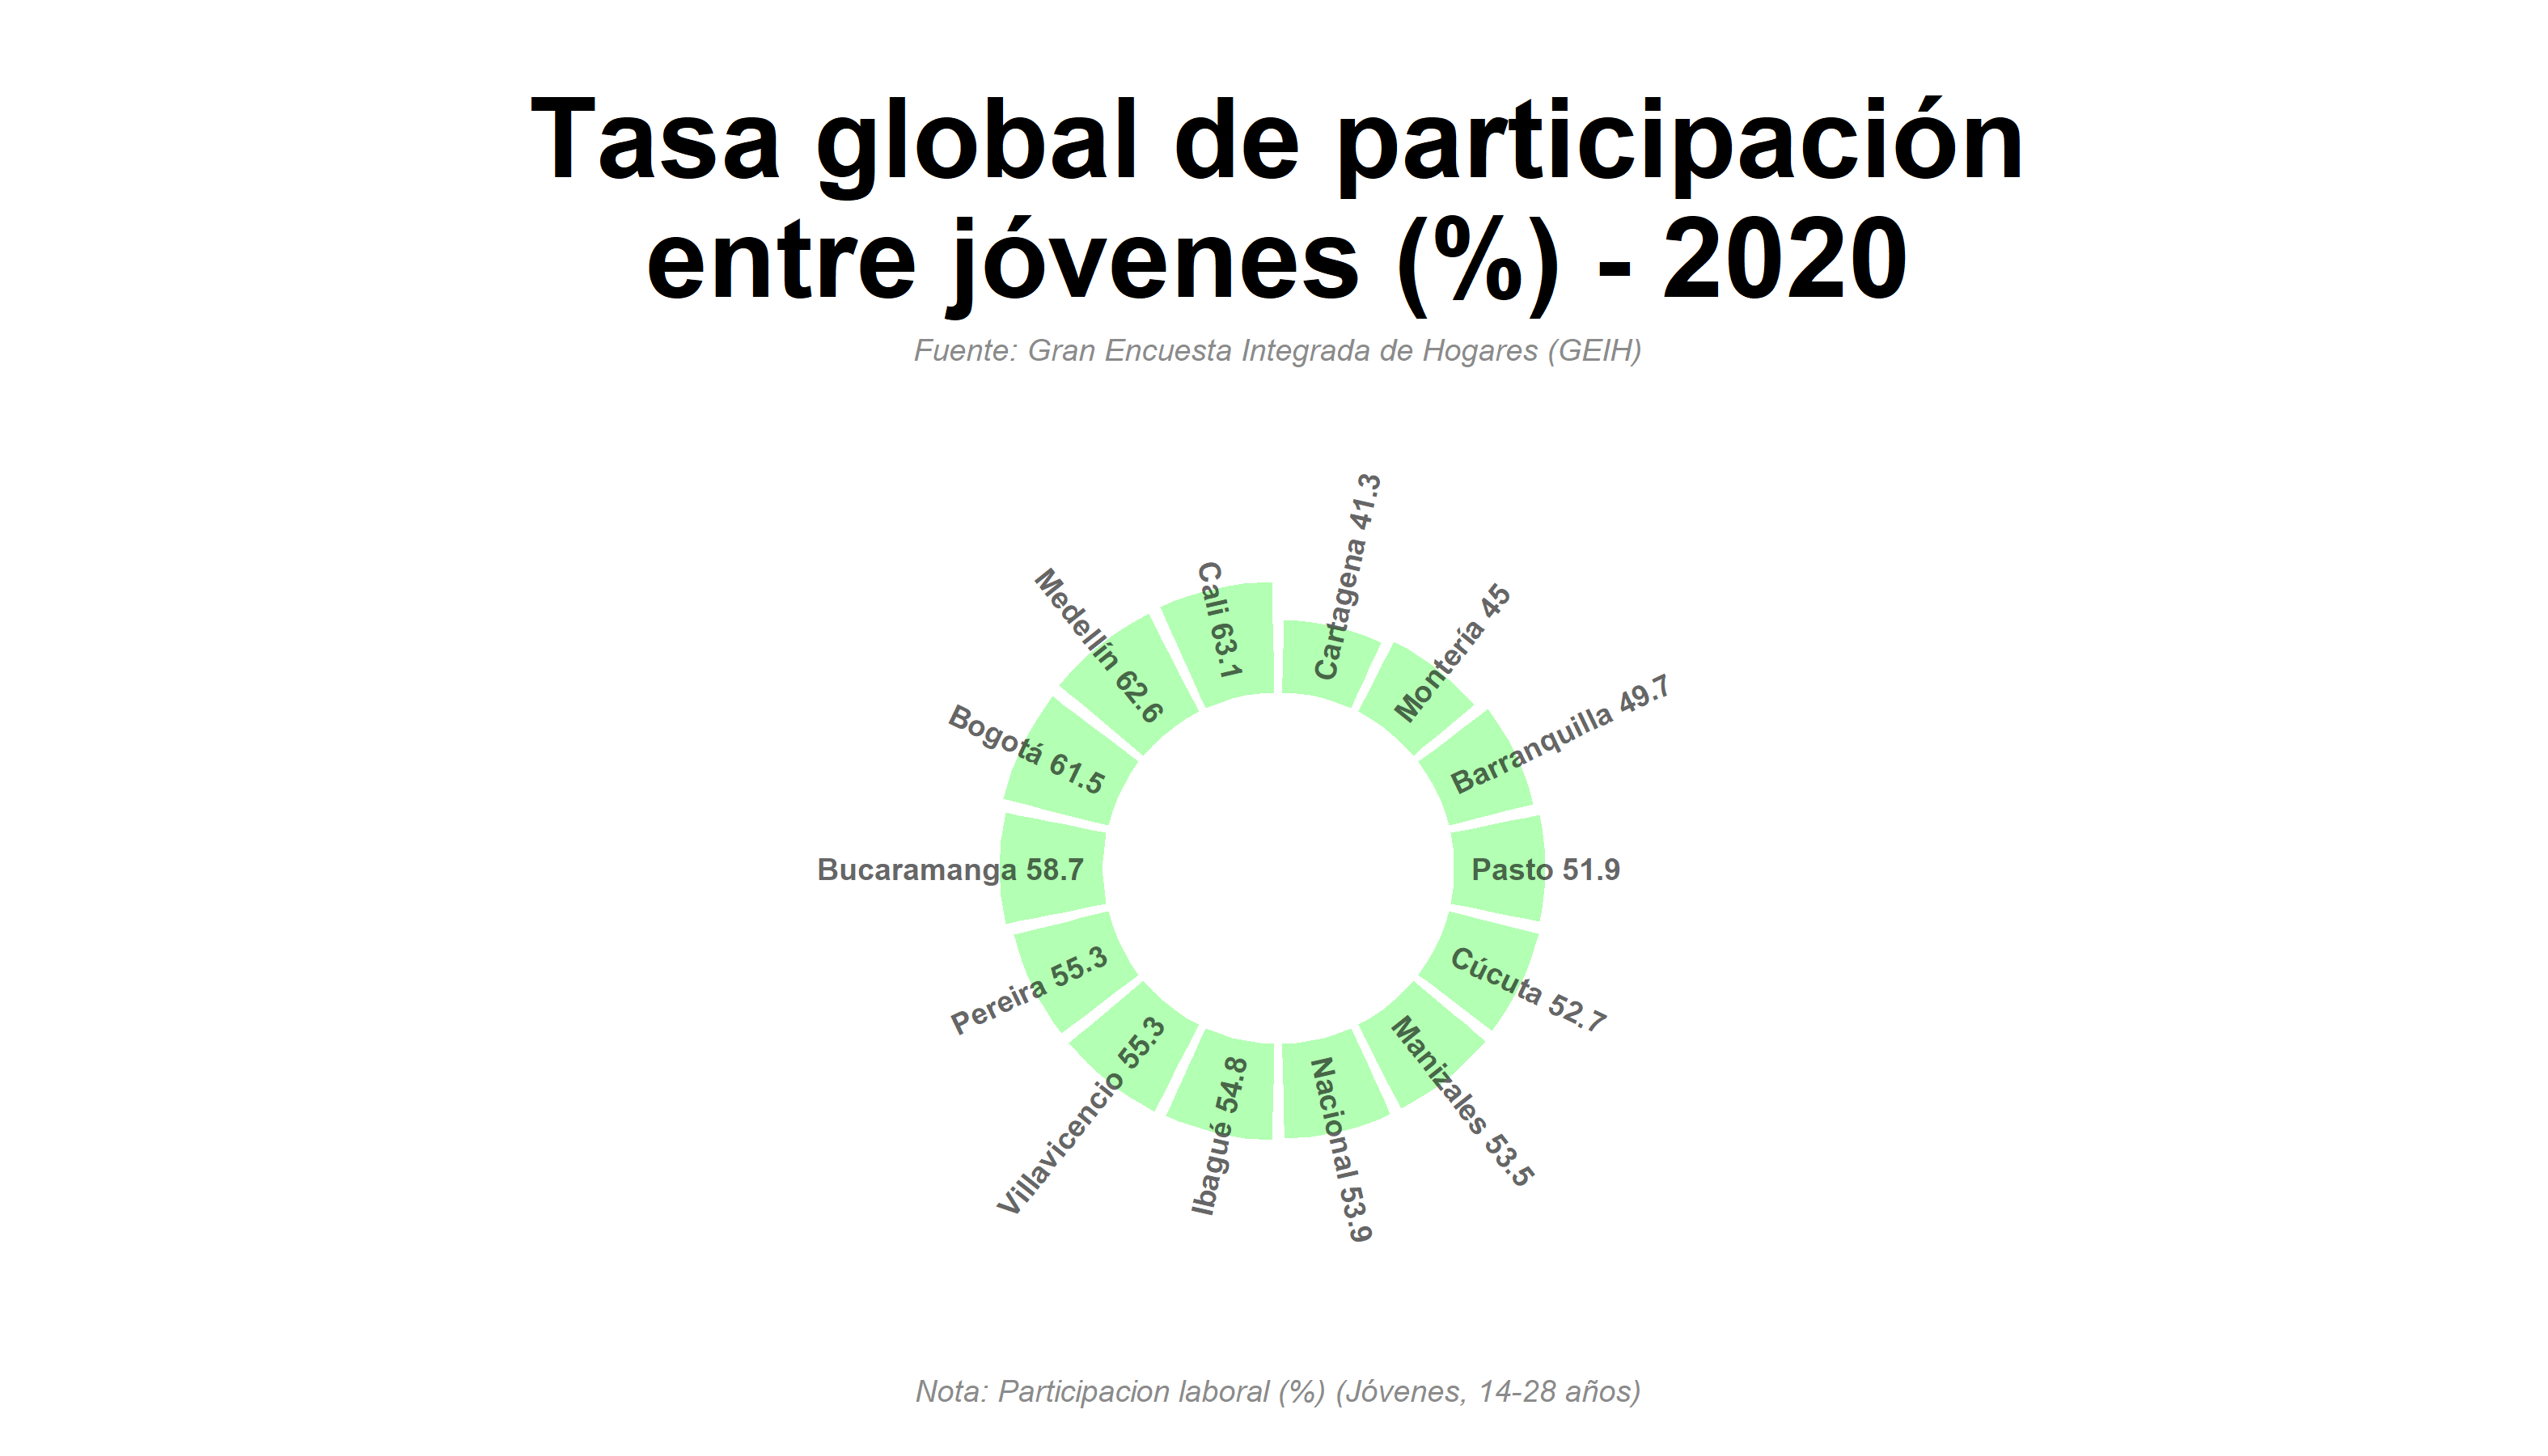 Tasa global de participación
entre jóvenes (%) - 2020
Fuente: Gran Encuesta Integrada de Hogares (GEIH)
Cartagena 41.3
Montería 45
Barranquilla 49.7
Pasto 51.9
Cúcuta 52.7
Manizales 53.5
Nacional 53.9
Ibagué 54.8
Villavicencio 55.3
Pereira 55.3
Bucaramanga 58.7
Bogotá 61.5
Medellín 62.6
Cali 63.1
Nota: Participacion laboral (%) (Jóvenes, 14-28 años)